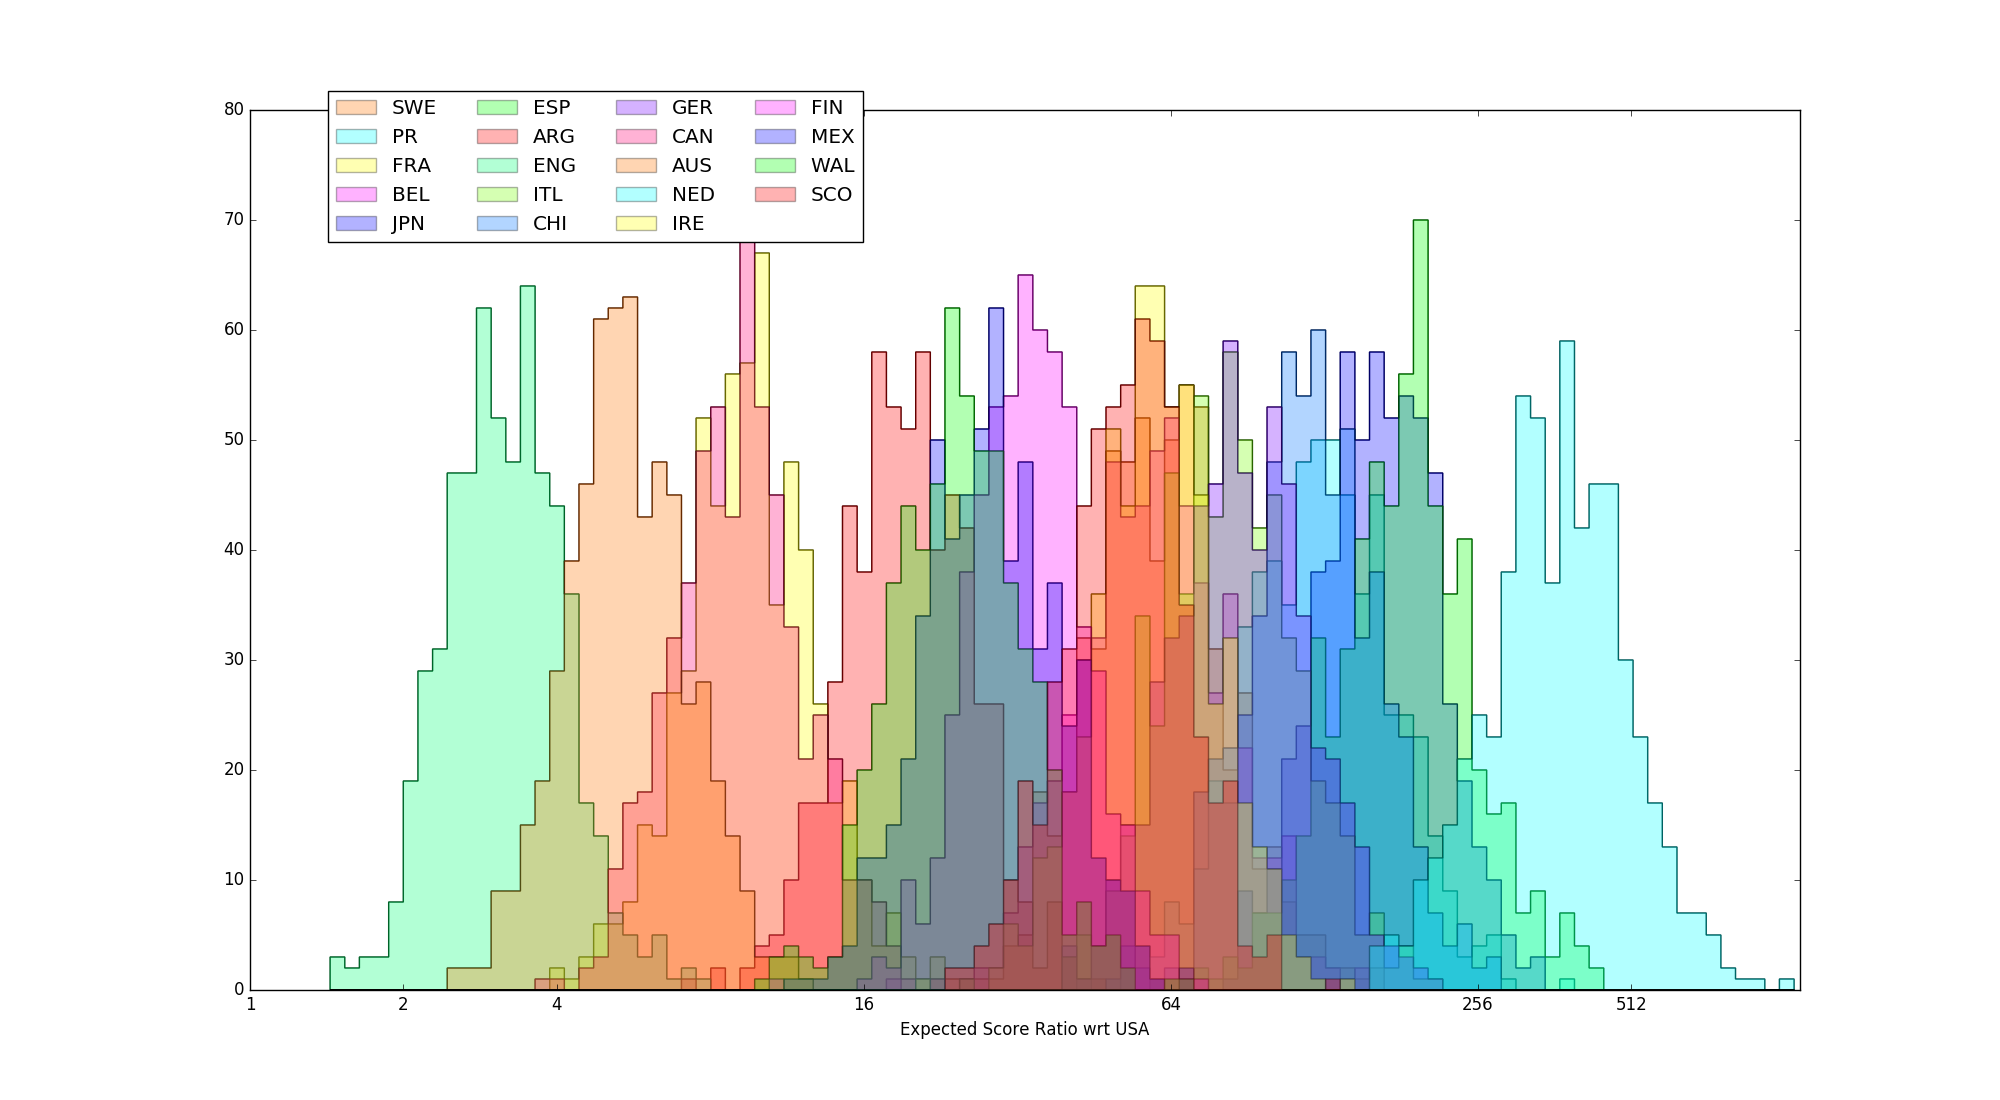 80
SWE ESP GER FIN
PR ARG CAN MEX
FRA ENG AUS WAL
BEL ITL NED SCO
JPN CHI IRE
70
60
50
40
30
20
10
0
1 2 4 16 64 256 512
Expected Score Ratio wrt USA